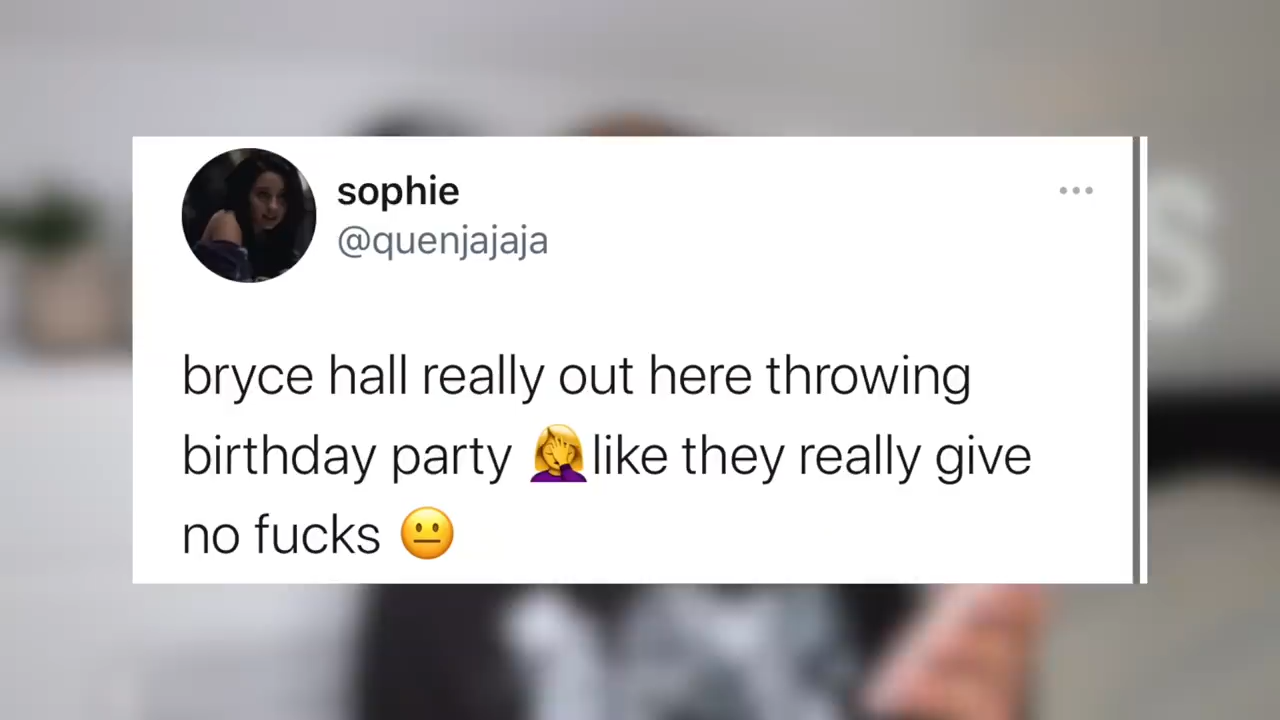 sophie
@quenjajaja
bryce hall really out here throwing
birthday party 🤦‍♀️like they really give
no fucks 😐
S